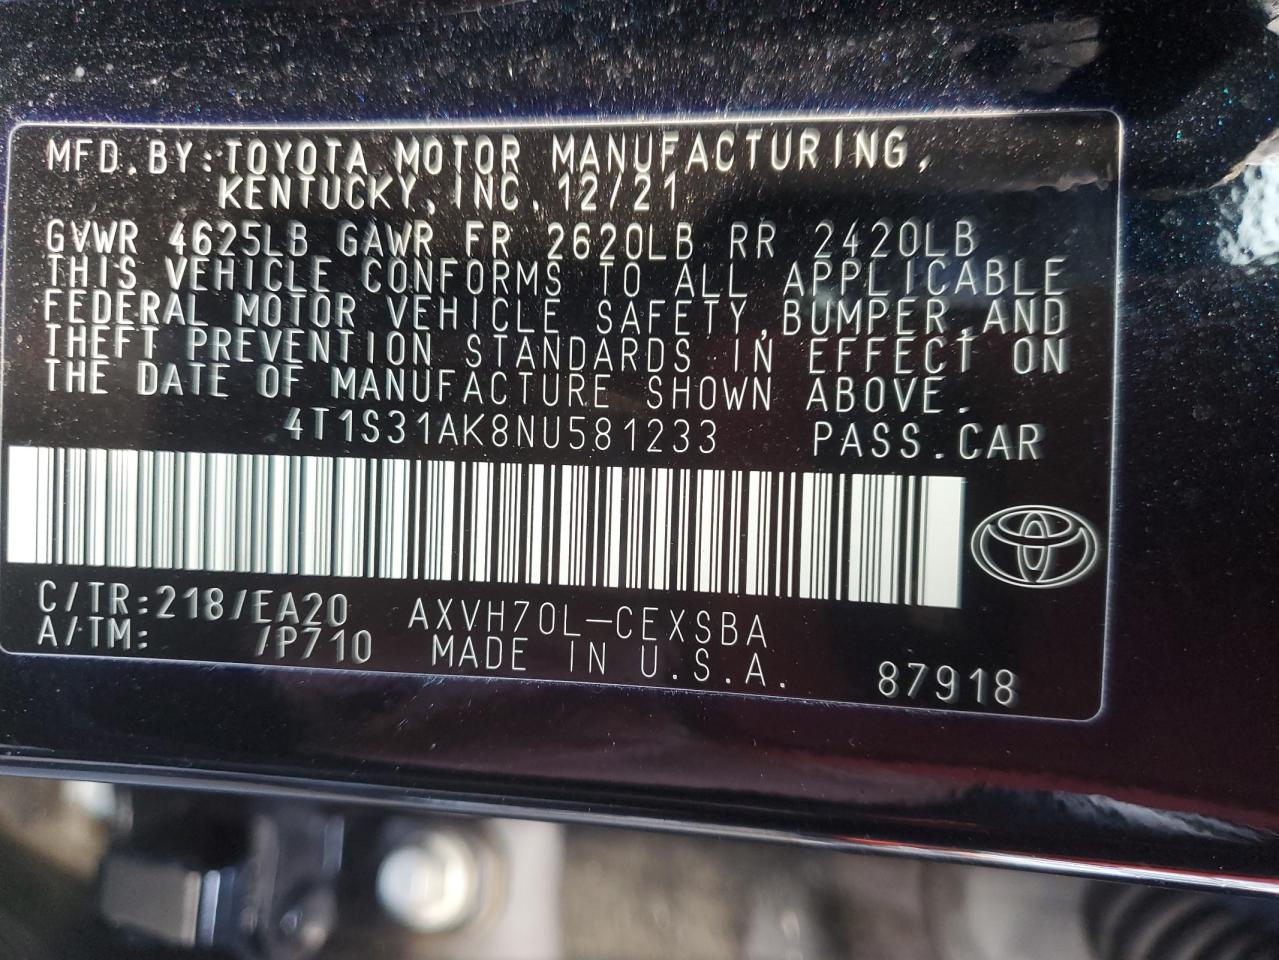 MFD. BY: TOYOTA MOTOR MANUFACTURING,
KENTUCKY, INC. 12/21
GVWR 4625LB GAWR FR 2620LB RR 2420LB
THIS VEHICLE CONFORMS TO ALL APPLICABLE
FEDERAL MOTOR VEHICLE SAFETY, BUMPER, AND
THEFT PREVENTION STANDARDS IN EFFECT ON
THE DATE OF MANUFACTURE SHOWN ABOVE.
4T1S31AK8NU581233 PASS. CAR
C/TR: 218/EA20 AXVH70L-CEXSBA
A/TM: /P710 MADE IN U.S.A. 87918